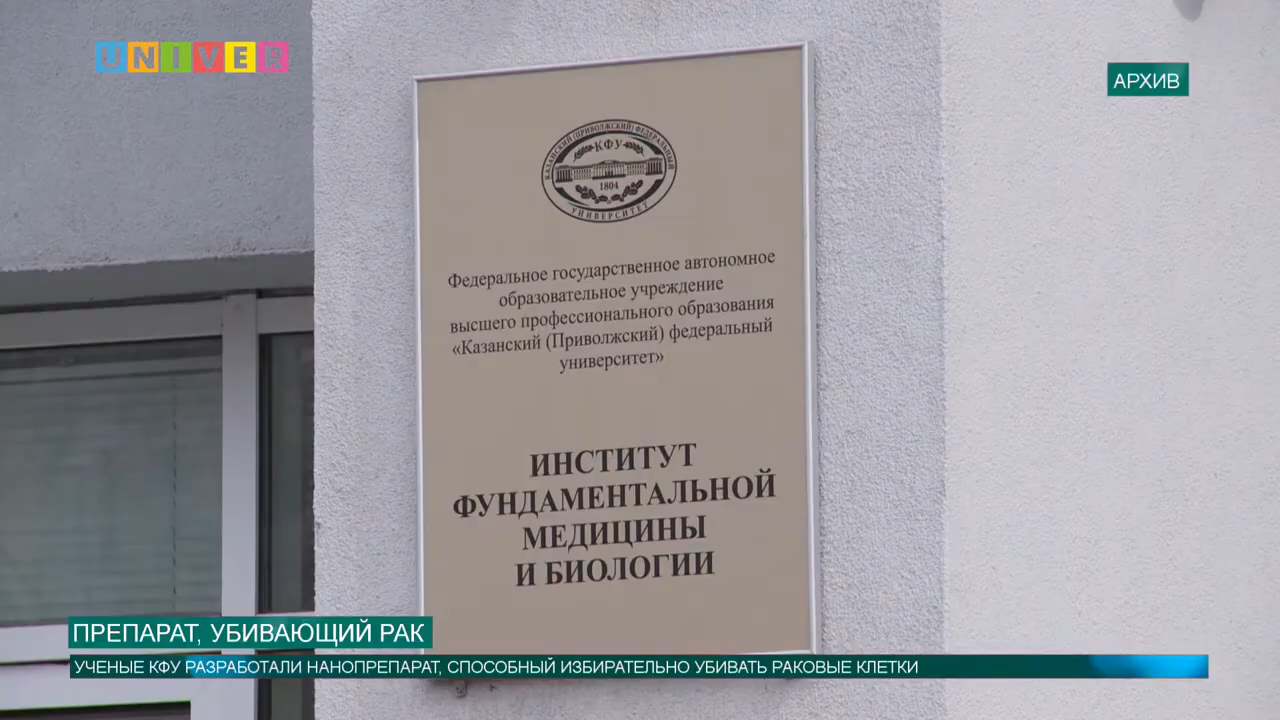 UNIVER
АРХИВ
КАЗАНСКИЙ (ПРИВОЛЖСКИЙ) ФЕДЕРАЛЬНЫЙ
КФУ
1804
УНИВЕРСИТЕТ
Федеральное государственное автономное
образовательное учреждение
высшего профессионального образования
«Казанский (Приволжский) федеральный
университет»
ИНСТИТУТ
ФУНДАМЕНТАЛЬНОЙ
МЕДИЦИНЫ
И БИОЛОГИИ
ПРЕПАРАТ, УБИВАЮЩИЙ РАК
УЧЕНЫЕ КФУ РАЗРАБОТАЛИ НАНОПРЕПАРАТ, СПОСОБНЫЙ ИЗБИРАТЕЛЬНО УБИВАТЬ РАКОВЫЕ КЛЕТКИ